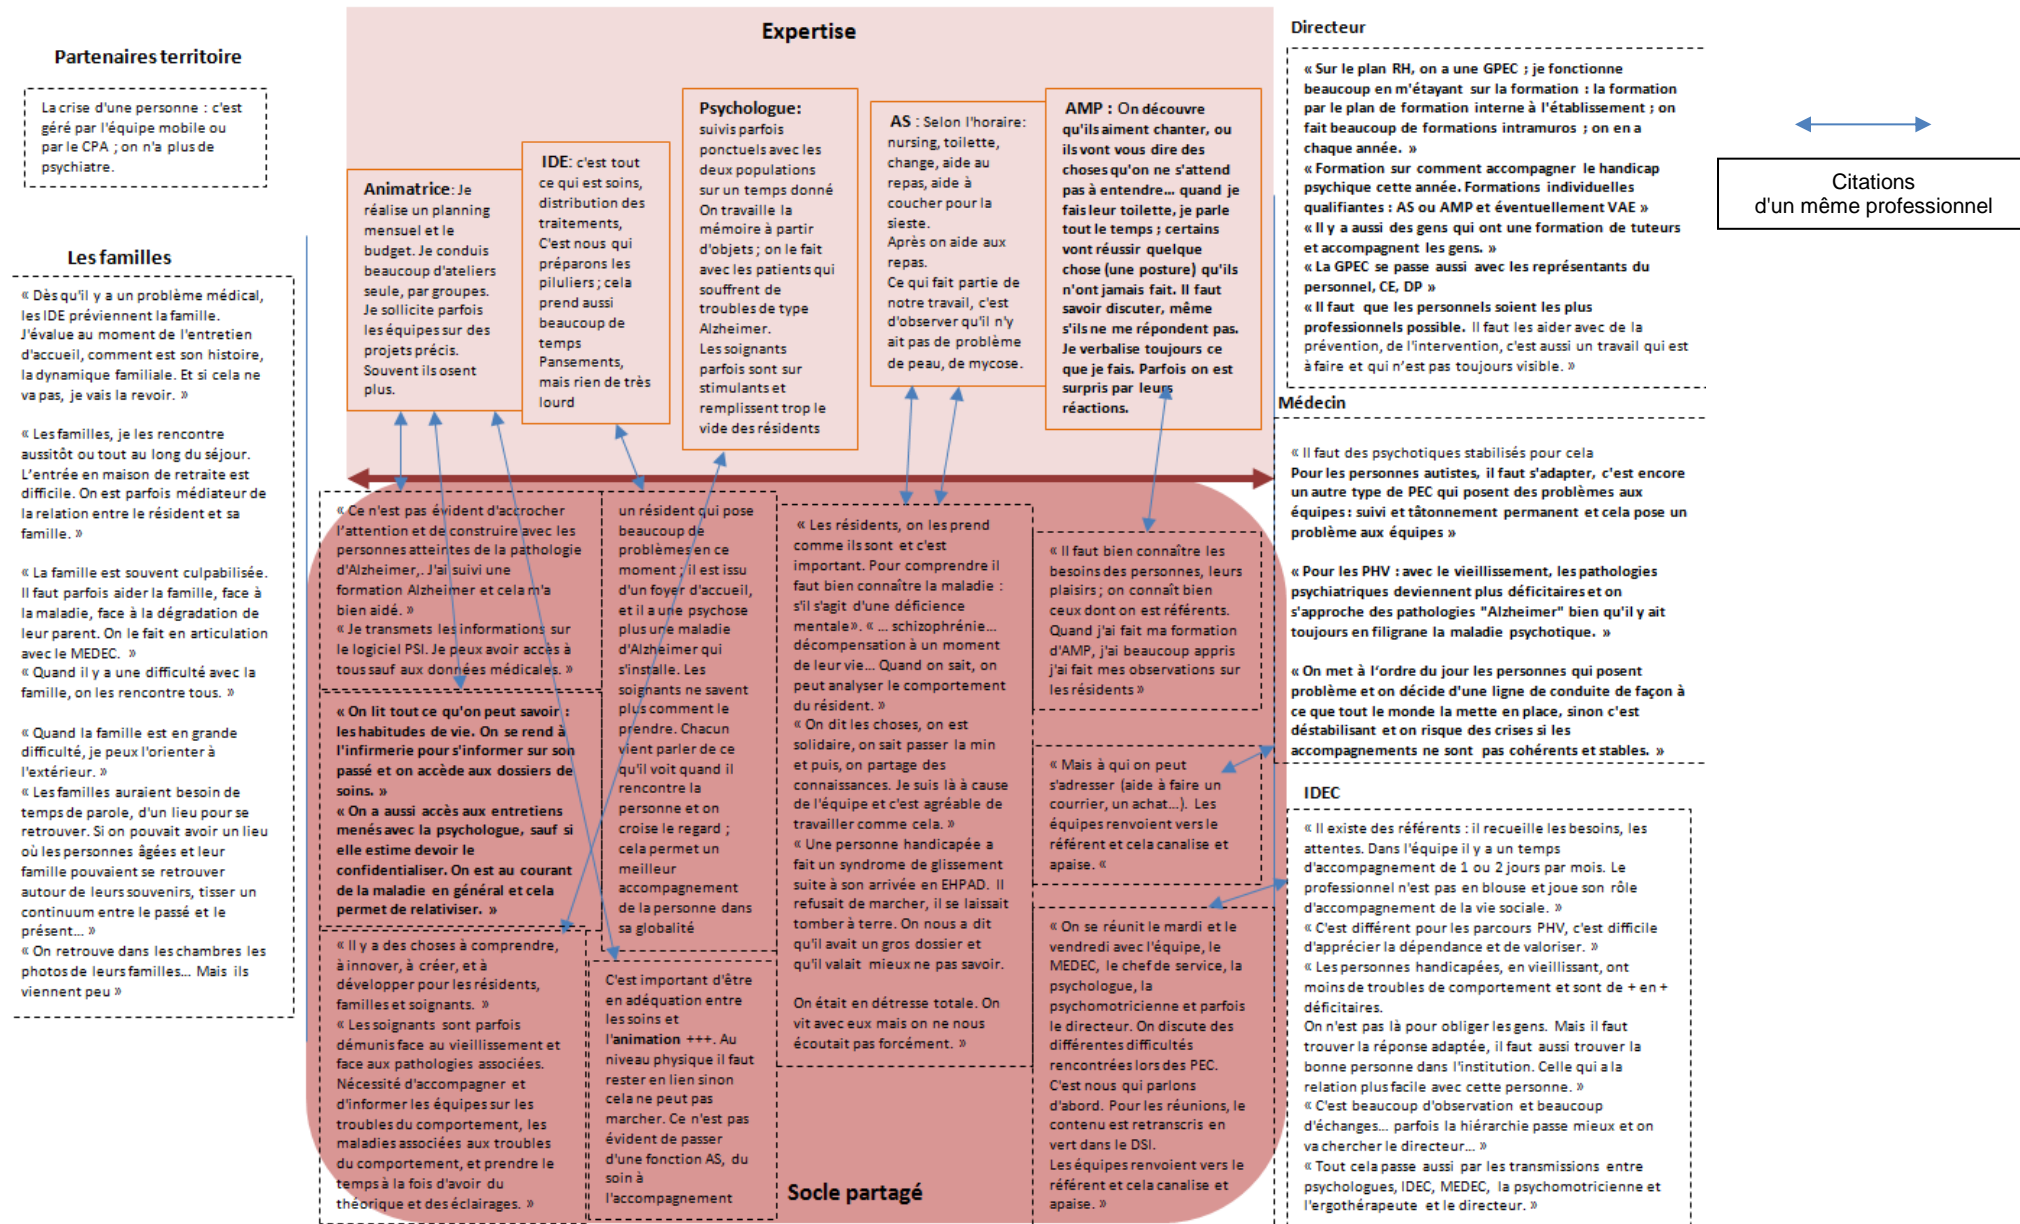 Partenaires territoire
La crise d'une personne : c'est
géré par l'équipe mobile ou
par le CPA ; on n'a plus de
psychiatre.
Les familles
« Dès qu'il y a un problème médical,
les IDE préviennent la famille.
J'évalue au moment de l'entretien
d'accueil, comment est son histoire,
la dynamique familiale. Et si cela ne
va pas, je vais la revoir. »
« Les familles, je les rencontre
aussitôt ou tout au long du séjour.
L'entrée en maison de retraite est
difficile. On est parfois médiateur de
la relation entre le résident et sa
famille. »
« La famille est souvent culpabilisée.
Il faut parfois aider la famille, face à
la maladie, face à la dégradation de
leur parent. On le fait en articulation
avec le MEDEC. »
« Quand il y a une difficulté avec la
famille, on les rencontre tous. »
« Quand la famille est en grande
difficulté, je peux l'orienter à
l'extérieur. »
« Les familles auraient besoin de
temps de parole, d'un lieu pour se
retrouver. Si on pouvait avoir un lieu
où les personnes âgées et leur
famille pouvaient se retrouver
autour de leurs souvenirs, tisser un
continuum entre le passé et le
présent... »
« On retrouve dans les chambres les
photos de leurs familles... Mais ils
viennent peu »
Expertise
Animatrice: Je
réalise un planning
mensuel et le
budget. Je conduis
beaucoup d'ateliers
seule, par groupes.
Je sollicite parfois
les équipes sur des
projets précis.
Souvent ils osent
plus.
IDE: c'est tout
ce qui est soins,
distribution des
traitements,
C'est nous qui
préparons les
piluliers ; cela
prend aussi
beaucoup de
temps
Pansements,
mais rien de très
lourd
Psychologue:
suivis parfois
ponctuels avec les
deux populations
sur un temps donné
On travaille la
mémoire à partir
d'objets ; on le fait
avec les patients qui
souffrent de
troubles de type
Alzheimer.
Les soignants
parfois sont sur
stimulants et
remplissent trop le
vide des résidents
AS : Selon l'horaire:
nursing, toilette,
change, aide au
repas, aide à
coucher pour la
sieste.
Après on aide aux
repas.
Ce qui fait partie de
notre travail, c'est
d'observer qu'il n'y
ait pas de problème
de peau, de mycose.
AMP : On découvre
qu'ils aiment chanter, ou
ils vont vous dire des
choses qu'on ne s'attend
pas à entendre... quand je
fais leur toilette, je parle
tout le temps ; certains
vont réussir quelque
chose (une posture) qu'ils
n'ont jamais fait. Il faut
savoir discuter, même
s'ils ne me répondent pas.
Je verbalise toujours ce
que je fais. Parfois on est
surpris par leurs
réactions.
« Ce n'est pas évident d'accrocher
l'attention et de construire avec les
personnes atteintes de la pathologie
d'Alzheimer,. J'ai suivi une
formation Alzheimer et cela m'a
bien aidé. »
« Je transmets les informations sur
le logiciel PSI. Je peux avoir accès à
tous sauf aux données médicales. »
« On lit tout ce qu'on peut savoir :
les habitudes de vie. On se rend à
l'infirmerie pour s'informer sur son
passé et on accède aux dossiers de
soins. »
« On a aussi accès aux entretiens
menés avec la psychologue, sauf si
elle estime devoir le
confidentialiser. On est au courant
de la maladie en général et cela
permet de relativiser. »
« Il y a des choses à comprendre,
à innover, à créer, et à
développer pour les résidents,
familles et soignants. »
« Les soignants sont parfois
démunis face au vieillissement et
face aux pathologies associées.
Nécessité d'accompagner et
d'informer les équipes sur les
troubles du comportement, les
maladies associées aux troubles
du comportement, et prendre le
temps à la fois d'avoir du
théorique et des éclairages. »
un résident qui pose
beaucoup de
problèmes en ce
moment ; il est issu
d'un foyer d'accueil,
et il a une psychose
plus une maladie
d'Alzheimer qui
s'installe. Les
soignants ne savent
plus comment le
prendre. Chacun
vient parler de ce
qu'il voit quand il
rencontre la
personne et on
croise le regard ;
cela permet un
meilleur
accompagnement
de la personne dans
sa globalité
C'est important d'être
en adéquation entre
les soins et
l'animation +++. Au
niveau physique il faut
rester en lien sinon
cela ne peut pas
marcher. Ce n'est pas
évident de passer
d'une fonction AS, du
soin à
l'accompagnement
« Les résidents, on les prend
comme ils sont et c'est
important. Pour comprendre il
faut bien connaître la maladie :
s'il s'agit d'une déficience
mentale». « ... schizophrénie...
décompensation à un moment
de leur vie... Quand on sait, on
peut analyser le comportement
du résident. »
« On dit les choses, on est
solidaire, on sait passer la min
et puis, on partage des
connaissances. Je suis là à cause
de l'équipe et c'est agréable de
travailler comme cela. »
« Une personne handicapée a
fait un syndrome de glissement
suite à son arrivée en EHPAD. Il
refusait de marcher, il se laissait
tomber à terre. On nous a dit
qu'il avait un gros dossier et
qu'il valait mieux ne pas savoir.
On était en détresse totale. On
vit avec eux mais on ne nous
écoutait pas forcément. »
Socle partagé
« Il faut bien connaître les
besoins des personnes, leurs
plaisirs ; on connaît bien
ceux dont on est référents.
Quand j'ai fait ma formation
d'AMP, j'ai beaucoup appris
j'ai fait mes observations sur
les résidents »
« Mais à qui on peut
s'adresser (aide à faire un
courrier, un achat...). Les
équipes renvoient vers le
référent et cela canalise et
apaise. «
« On se réunit le mardi et le
vendredi avec l'équipe, le
MEDEC, le chef de service, la
psychologue, la
psychomotricienne et parfois
le directeur. On discute des
différentes difficultés
rencontrées lors des PEC.
C'est nous qui parlons
d'abord. Pour les réunions, le
contenu est retranscris en
vert dans le DSI.
Les équipes renvoient vers le
référent et cela canalise et
apaise. »
Directeur
« Sur le plan RH, on a une GPEC ; je fonctionne
beaucoup en m'étayant sur la formation : la formation
par le plan de formation interne à l'établissement ; on
fait beaucoup de formations intramuros ; on en a
chaque année. »
« Formation sur comment accompagner le handicap
psychique cette année. Formations individuelles
qualifiantes : AS ou AMP et éventuellement VAE »
« Il y a aussi des gens qui ont une formation de tuteurs
et accompagnent les gens. »
« La GPEC se passe aussi avec les représentants du
personnel, CE, DP »
« Il faut que les personnels soient les plus
professionnels possible. Il faut les aider avec de la
prévention, de l'intervention, c'est aussi un travail qui est
à faire et qui n'est pas toujours visible. »
Médecin
« Il faut des psychotiques stabilisés pour cela
Pour les personnes autistes, il faut s'adapter, c'est encore
un autre type de PEC qui posent des problèmes aux
équipes : suivi et tâtonnement permanent et cela pose un
problème aux équipes »
« Pour les PHV : avec le vieillissement, les pathologies
psychiatriques deviennent plus déficitaires et on
s'approche des pathologies "Alzheimer" bien qu'il y ait
toujours en filigrane la maladie psychotique. »
« On met à l'ordre du jour les personnes qui posent
problème et on décide d'une ligne de conduite de façon à
ce que tout le monde la mette en place, sinon c'est
déstabilisant et on risque des crises si les
accompagnements ne sont pas cohérents et stables. »
IDEC
« Il existe des référents : il recueille les besoins, les
attentes. Dans l'équipe il y a un temps
d'accompagnement de 1 ou 2 jours par mois. Le
professionnel n'est pas en blouse et joue son rôle
d'accompagnement de la vie sociale. »
« C'est différent pour les parcours PHV, c'est difficile
d'apprécier la dépendance et de valoriser. »
« Les personnes handicapées, en vieillissant, ont
moins de troubles de comportement et sont de + en +
déficitaires.
On n'est pas là pour obliger les gens. Mais il faut
trouver la réponse adaptée, il faut aussi trouver la
bonne personne dans l'institution. Celle qui a la
relation plus facile avec cette personne. »
« C'est beaucoup d'observation et beaucoup
d'échanges... parfois la hiérarchie passe mieux et on
va chercher le directeur... »
« Tout cela passe aussi par les transmissions entre
psychologues, IDEC, MEDEC, la psychomotricienne et
l'ergothérapeute et le directeur. »
Citations
d'un même professionnel